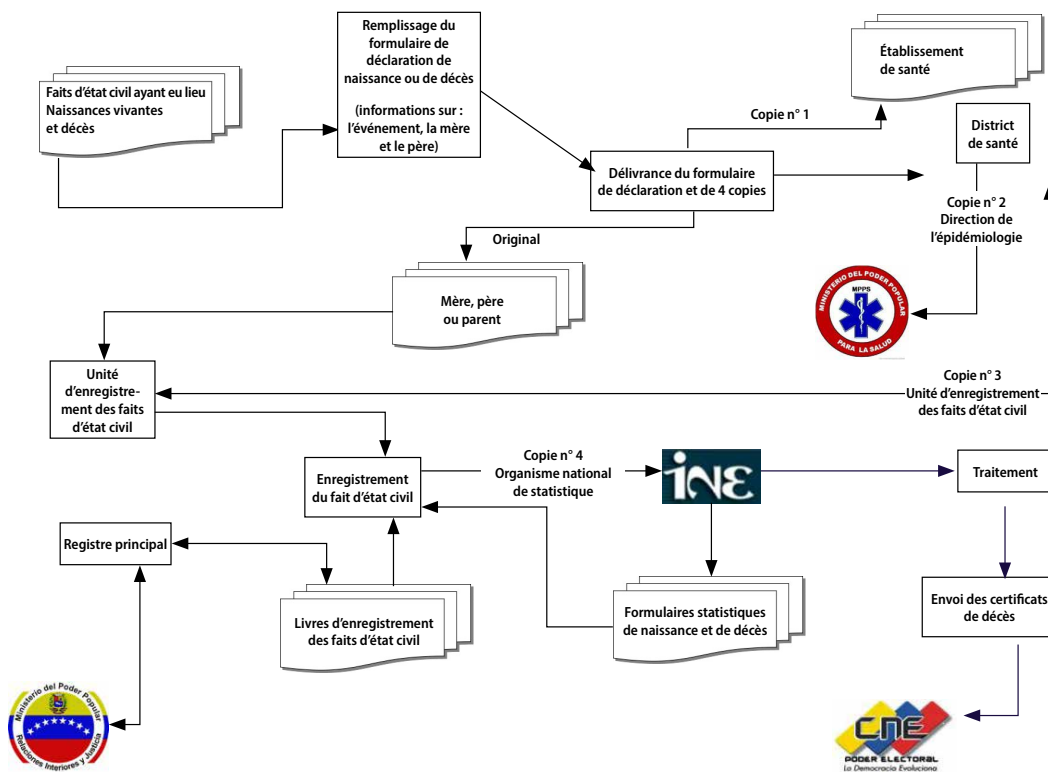 Remplissage du
formulaire de
déclaration de
naissance ou de décès
(informations sur :
l'événement, la mère
et le père)
Établissement
de santé
Faits d'état civil ayant eu lieu
Naissances vivantes
et décès
Copie n° 1
District
de santé
Délivrance du formulaire
de déclaration et de 4 copies
Copie n° 2
Direction de
l'épidémiologie
Original
Mère, père
ou parent
MINISTERIO DEL PODER POPULAR
MPPS
PARA LA SALUD
Unité
d'enregistre-
ment des faits
d'état civil
Copie n° 3
Unité d'enregistrement
des faits d'état civil
Enregistrement
du fait d'état civil
Copie n° 4
Organisme national
de statistique
iNE
Traitement
Registre principal
Livres d'enregistrement
des faits d'état civil
Formulaires statistiques
de naissance et de décès
Envoi des certificats
de décès
Ministerio del Poder Popular
Relaciones Interiores y Justicia
CNE
PODER ELECTORAL
La Democracia Evoluciona